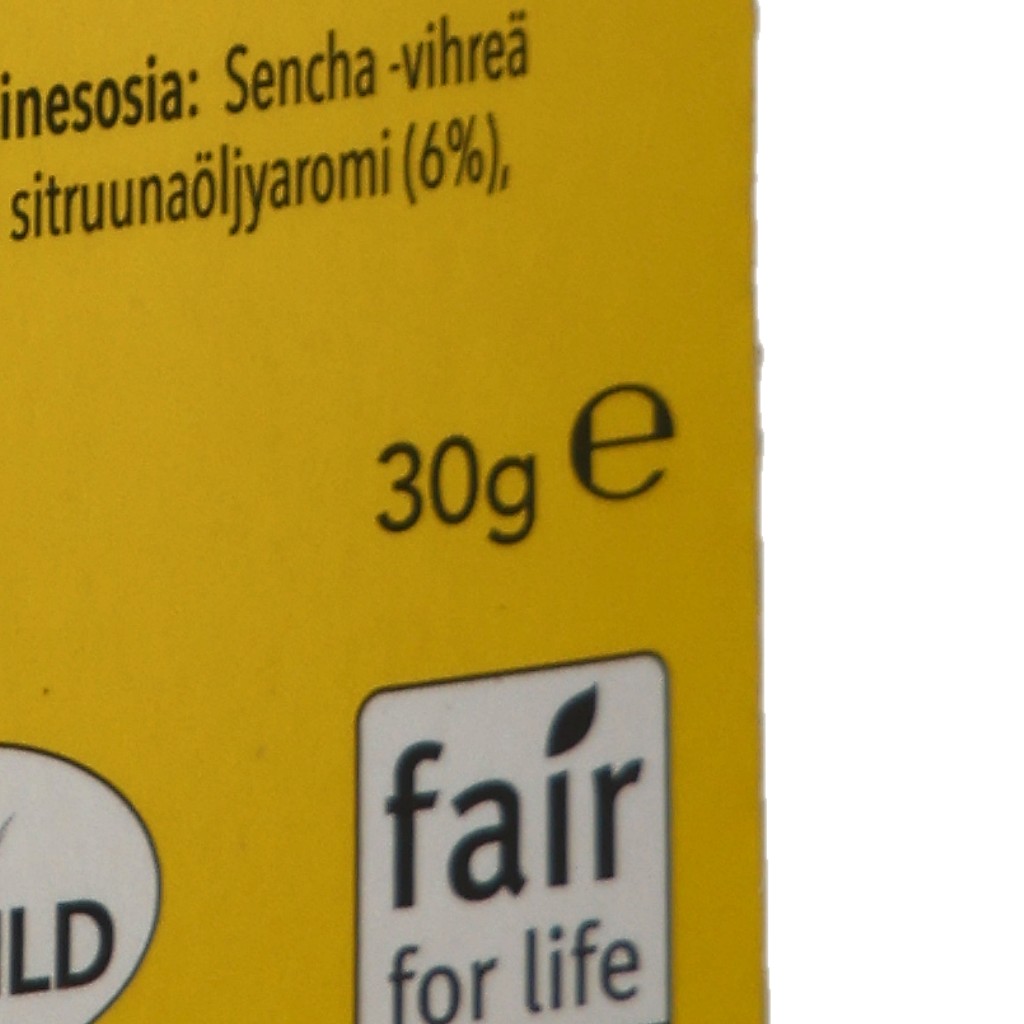 inesosia: Sencha -vihreä
sitruunaöljyaromi (6%),
30g e
fair
for life
LD